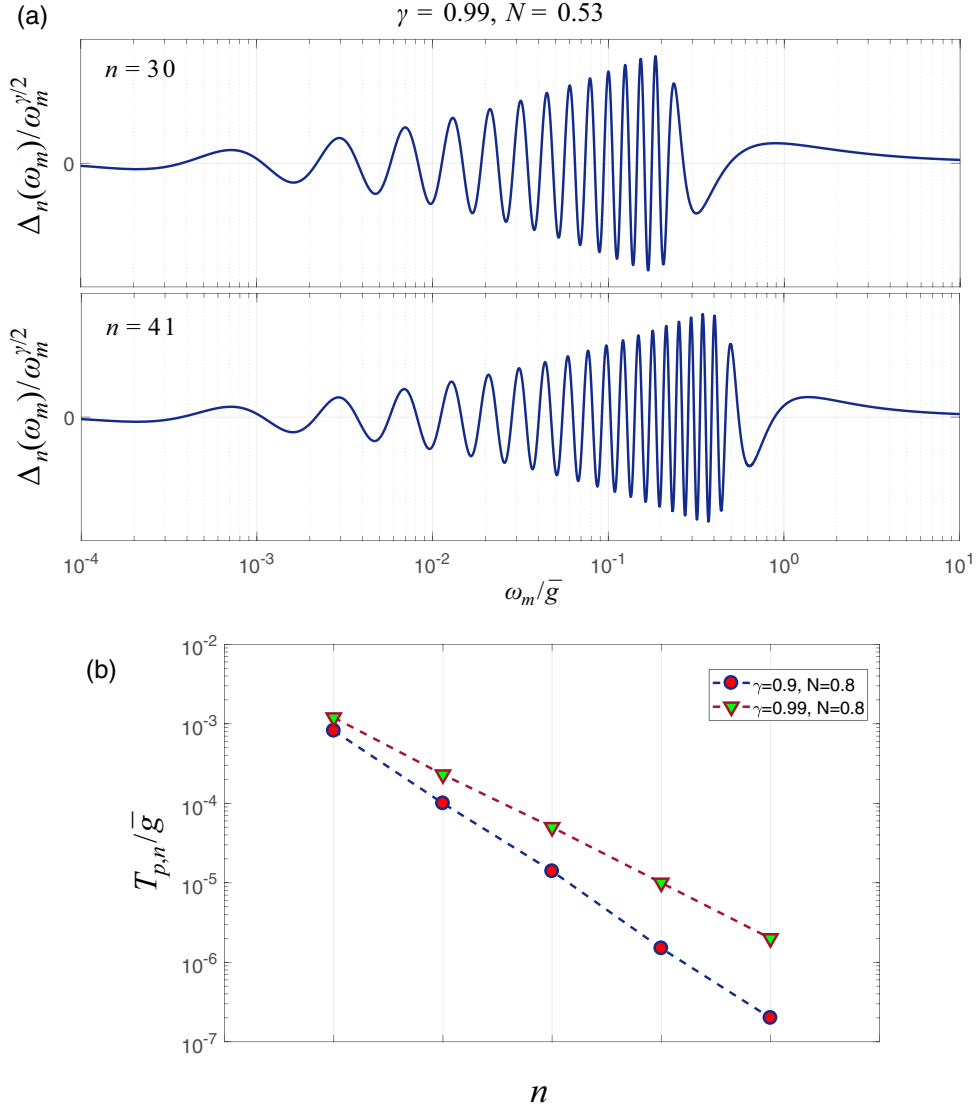 (a)
γ = 0.99, N = 0.53
n = 30
Δn(ωm)/ωm^γ/2
0
n = 41
Δn(ωm)/ωm^γ/2
0
10^-4 10^-3 10^-2 10^-1 10^0 10^1
ωm/g̅
(b)
10^-2
10^-3
10^-4
10^-5
10^-6
10^-7
Tp,n/g̅
γ=0.9, N=0.8
γ=0.99, N=0.8
n